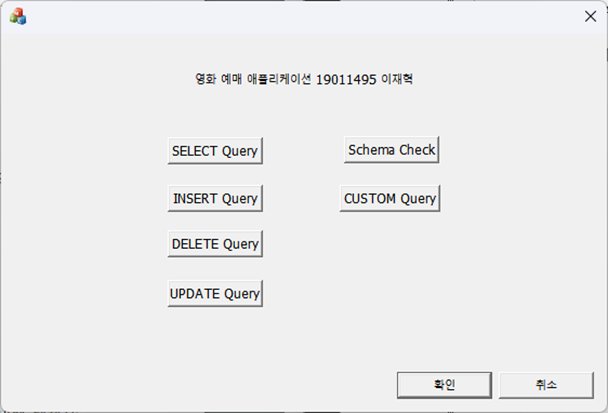 영화 예매 애플리케이션 19011495 이재혁
SELECT Query
Schema Check
INSERT Query
CUSTOM Query
DELETE Query
UPDATE Query
확인
취소